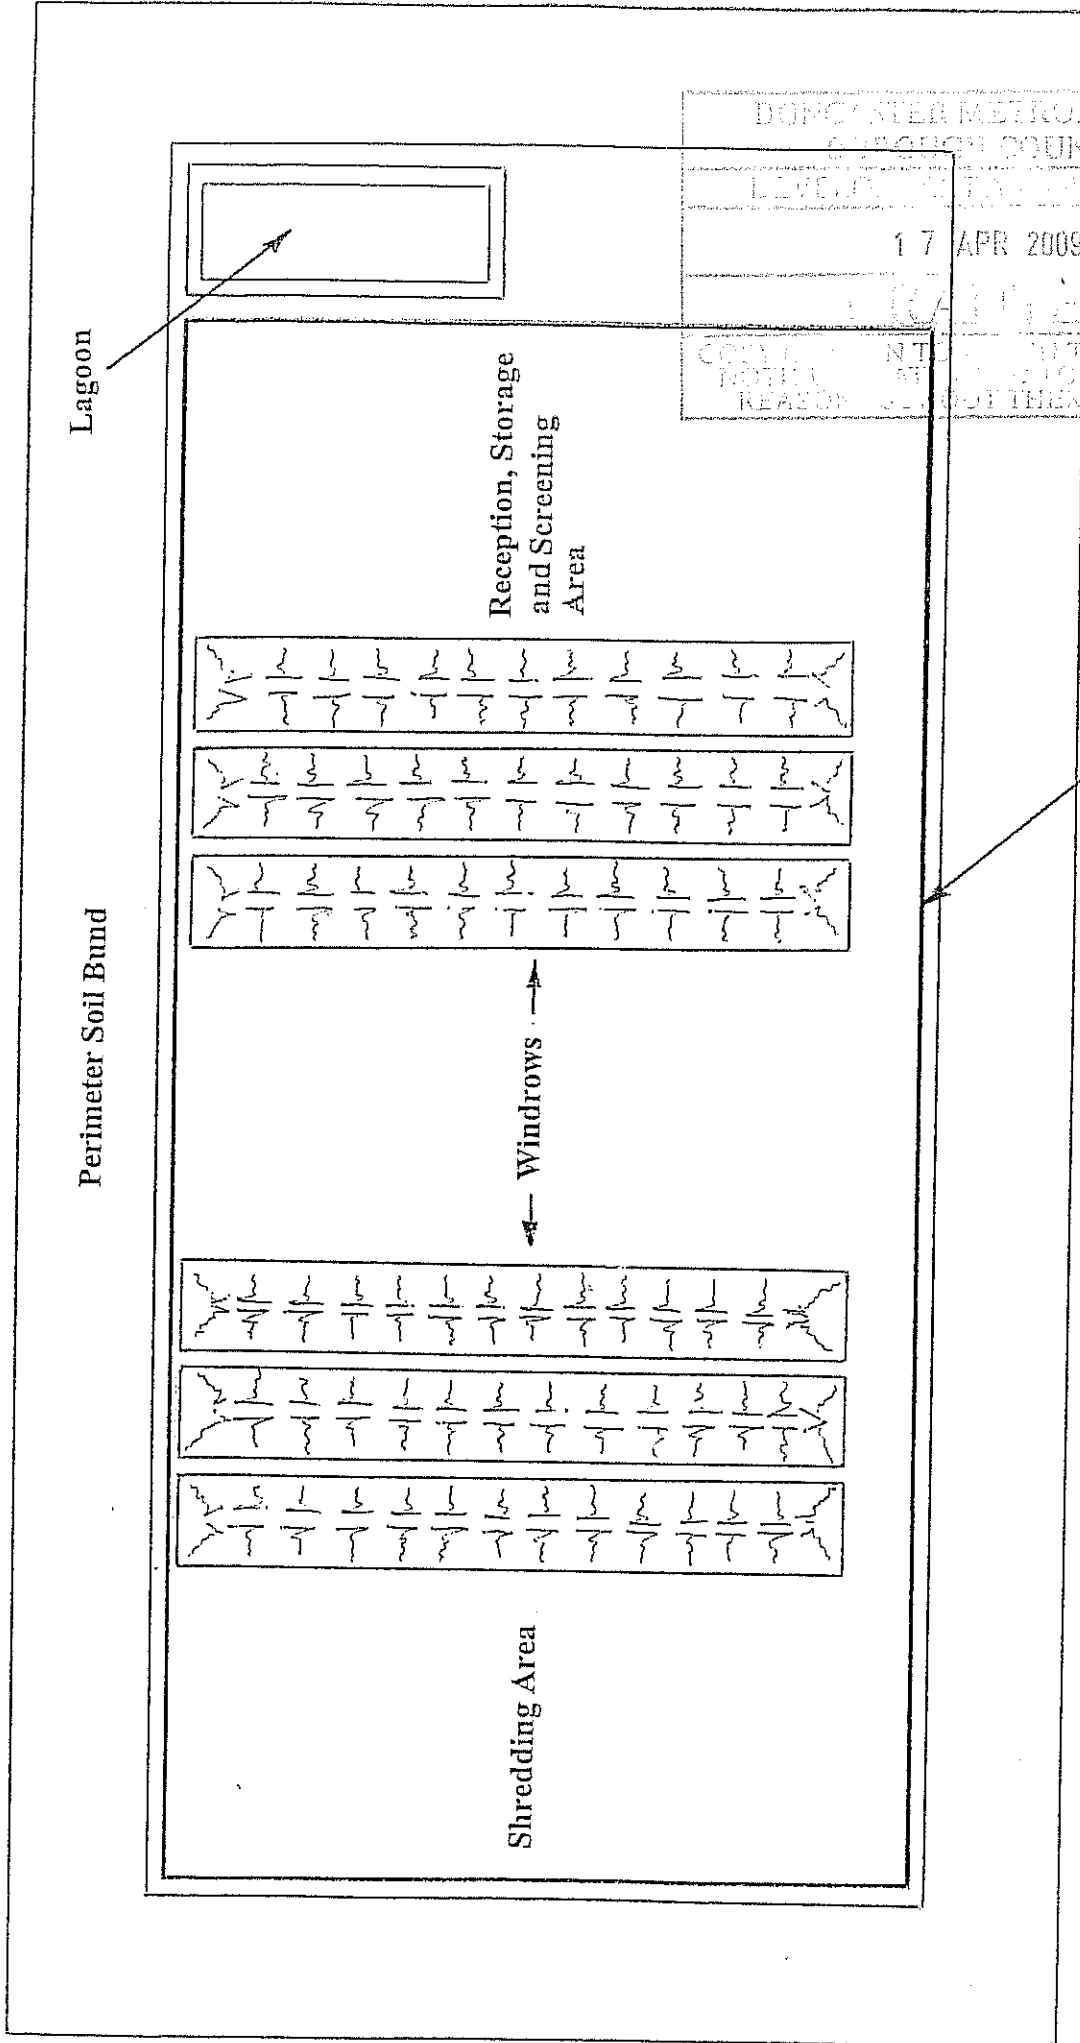 Lagoon
Perimeter Soil Bund
Reception, Storage
and Screening
Area
Windrows
Shredding Area
17 APR 2009